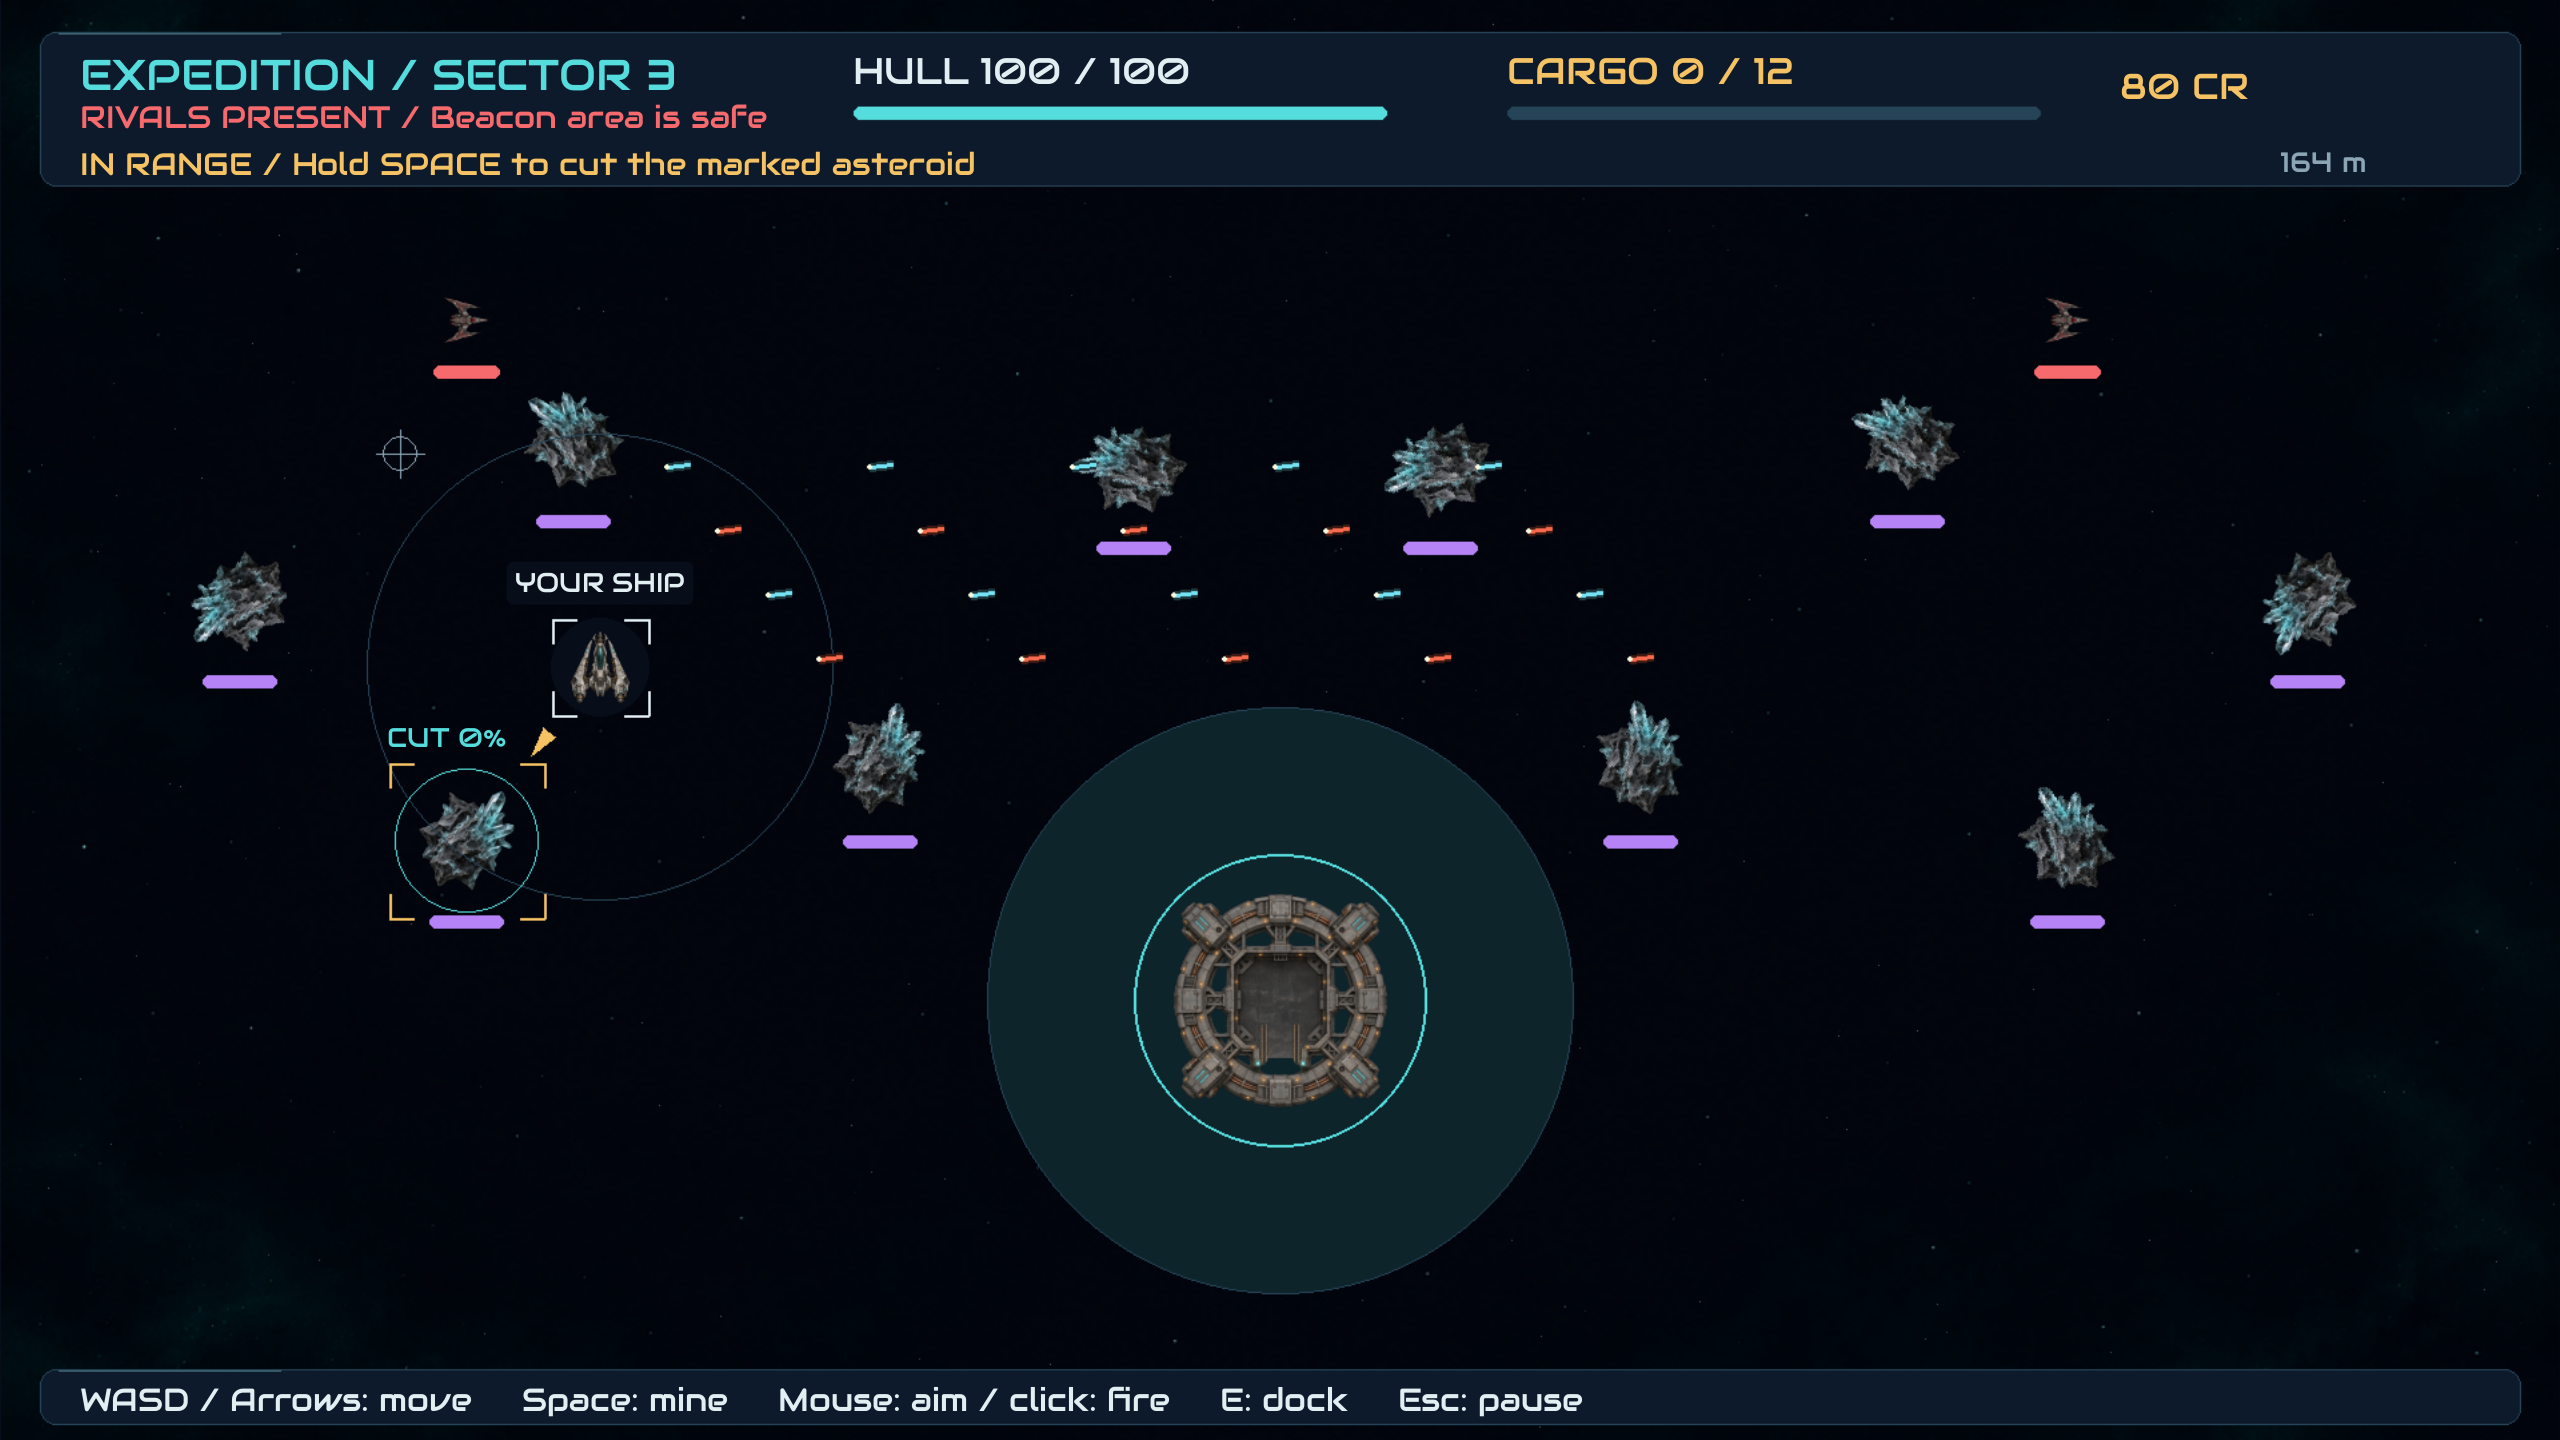 EXPEDITION / SECTOR 3
RIVALS PRESENT / Beacon area is safe
IN RANGE / Hold SPACE to cut the marked asteroid
HULL 100 / 100
CARGO 0 / 12
80 CR
164 m
YOUR SHIP
CUT 0%
WASD / Arrows: move Space: mine Mouse: aim / click: fire E: dock Esc: pause